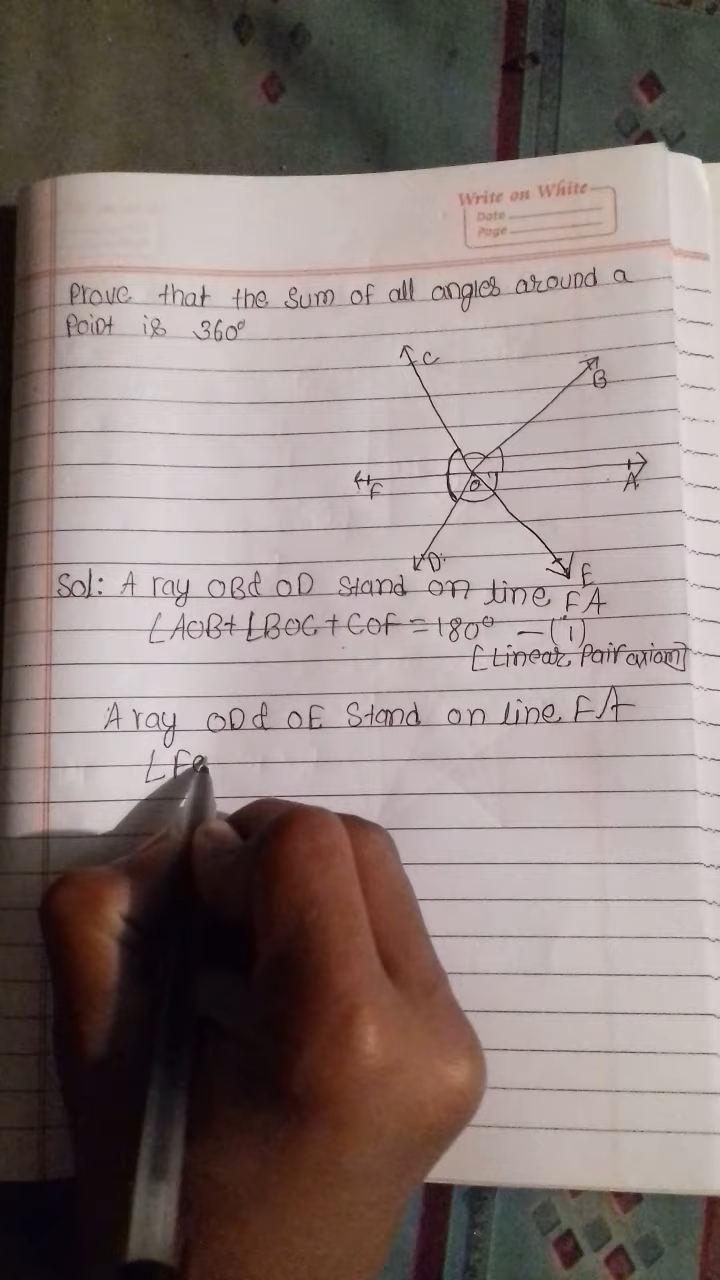 Write on White
Date
Page
Prove that the sum of all angles around a
Point is 360°
C
B
F
O
A
D
E
Sol: A ray OB& OD Stand on line FA
∠AOB+∠BOC+COF=180° —(1)
[Linear Pair axiom]
A ray OD& OE Stand on line FA
∠FO